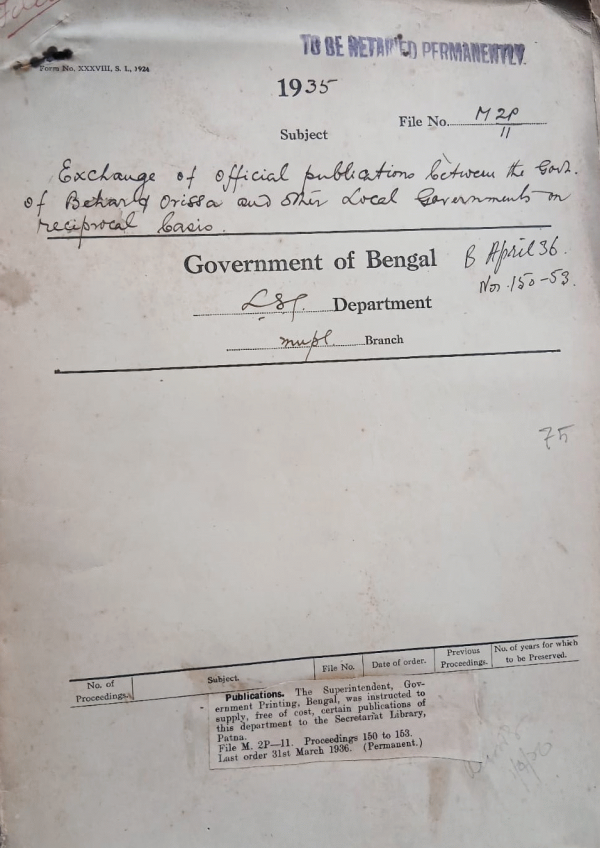 TO BE RETAINED PERMANENTLY.
Form No. XXXVIII, S. L., 1924
1935
File No. M 2P
11
Subject
Exchange of official publications between the Govt.
of Behar & Orissa and other Local Governments on
reciprocal basis.
Government of Bengal
B April 36.
Nos. 150-53.
LSG. Department
mupl. Branch
75
No. of Proceedings.
Subject.
File No.
Date of order.
Previous Proceedings.
No. of years for which to be Preserved.
Publications. The Superintendent, Gov-
ernment Printing, Bengal, was instructed to
supply, free of cost, certain publications of
this department to the Secretariat Library,
Patna.
File M. 2P—11. Proceedings 150 to 153.
Last order 31st March 1936. (Permanent.)